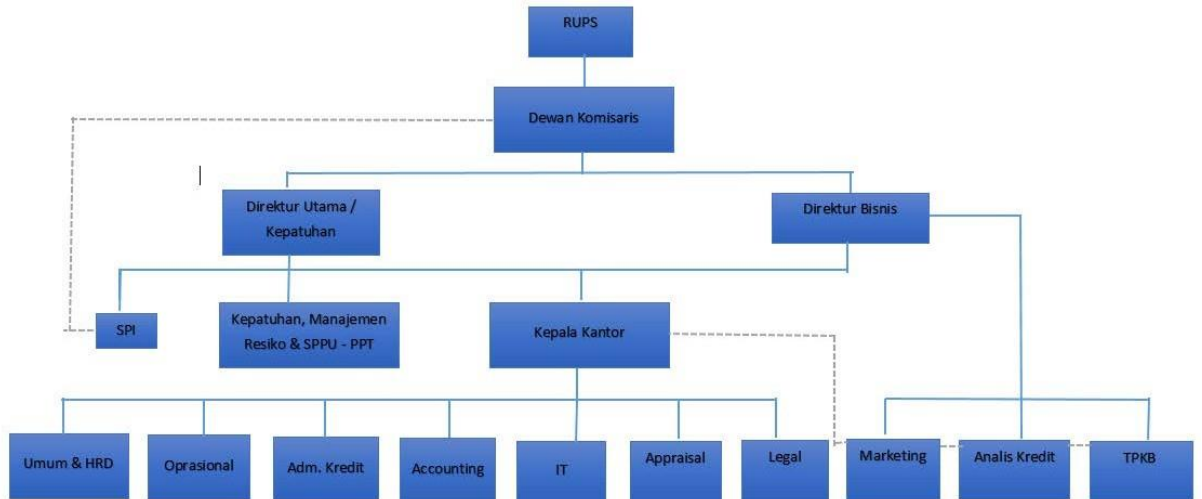 RUPS
Dewan Komisaris
Direktur Utama /
Kepatuhan
Direktur Bisnis
SPI
Kepatuhan, Manajemen
Resiko & SPPU - PPT
Kepala Kantor
Umum & HRD
Oprasional
Adm. Kredit
Accounting
IT
Appraisal
Legal
Marketing
Analis Kredit
TPKB